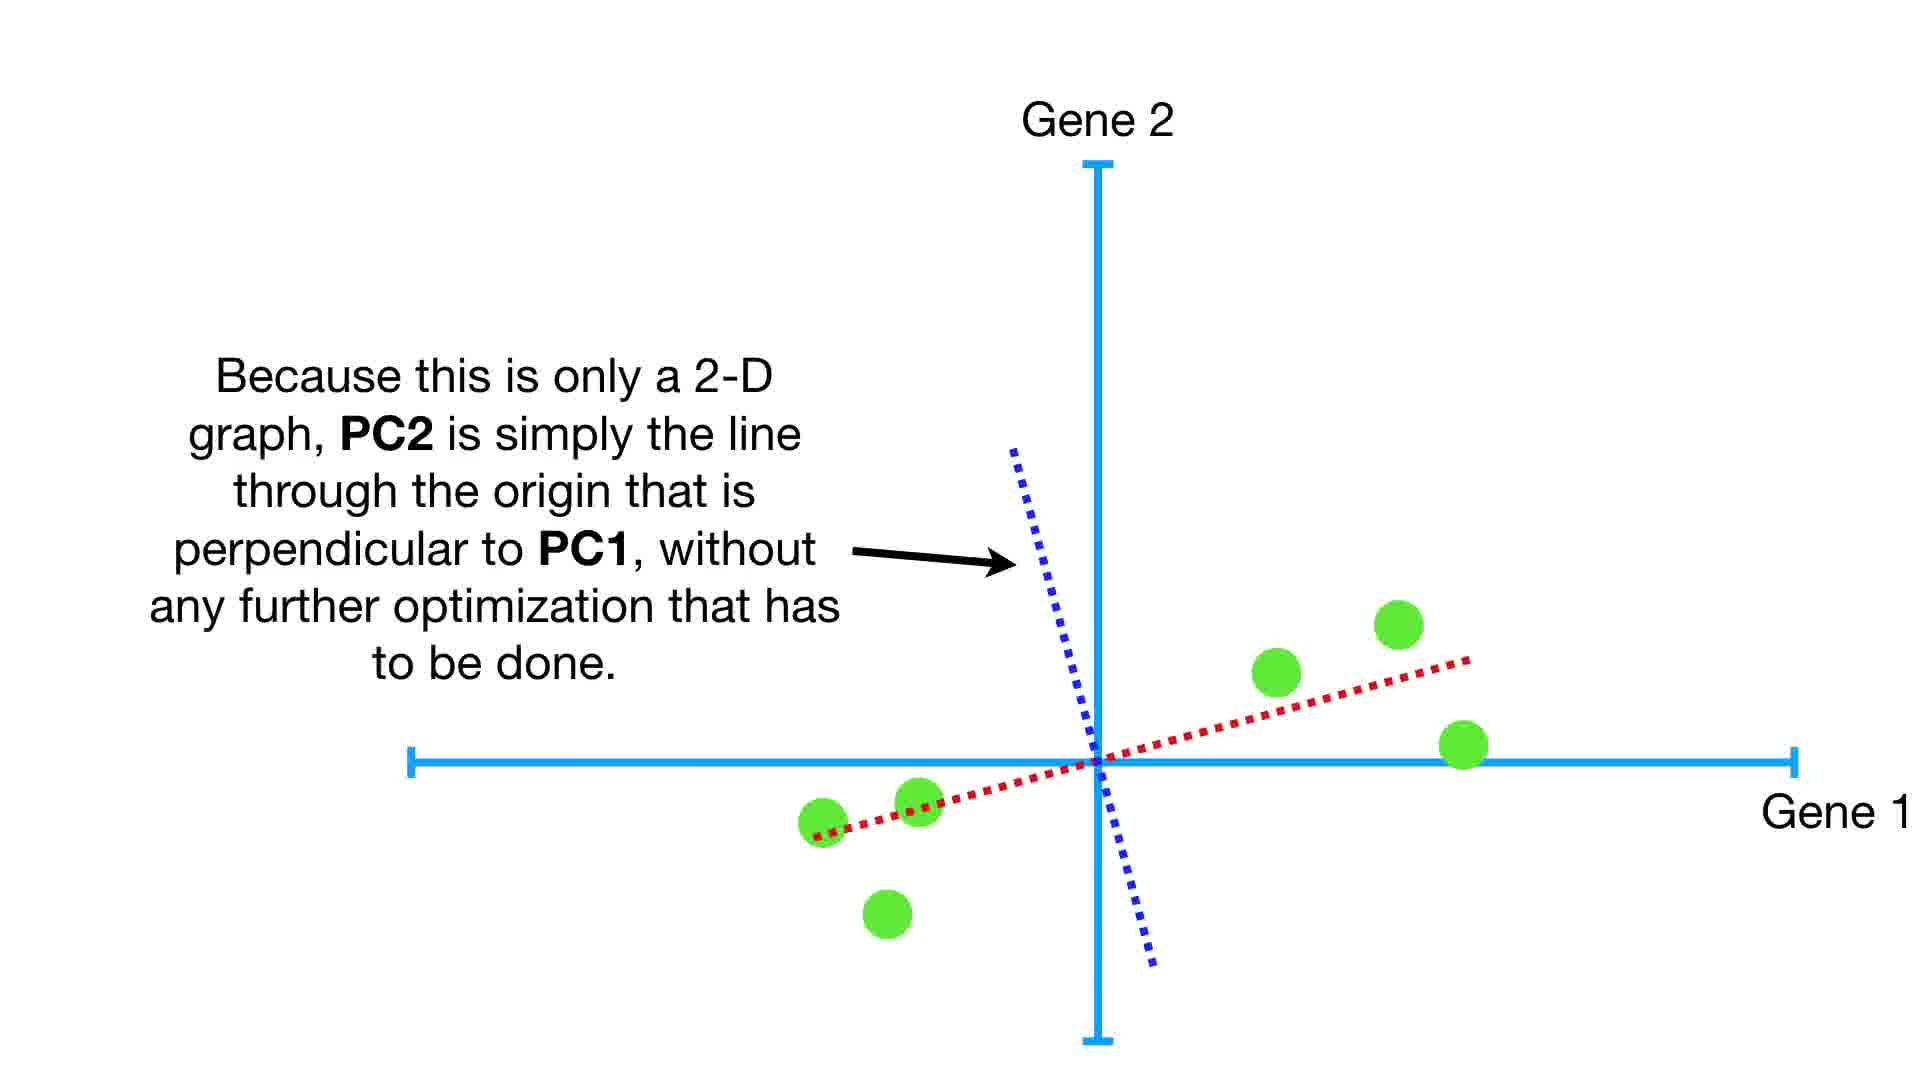 Gene 2
Because this is only a 2-D
graph, PC2 is simply the line
through the origin that is
perpendicular to PC1, without
any further optimization that has
to be done.
Gene 1